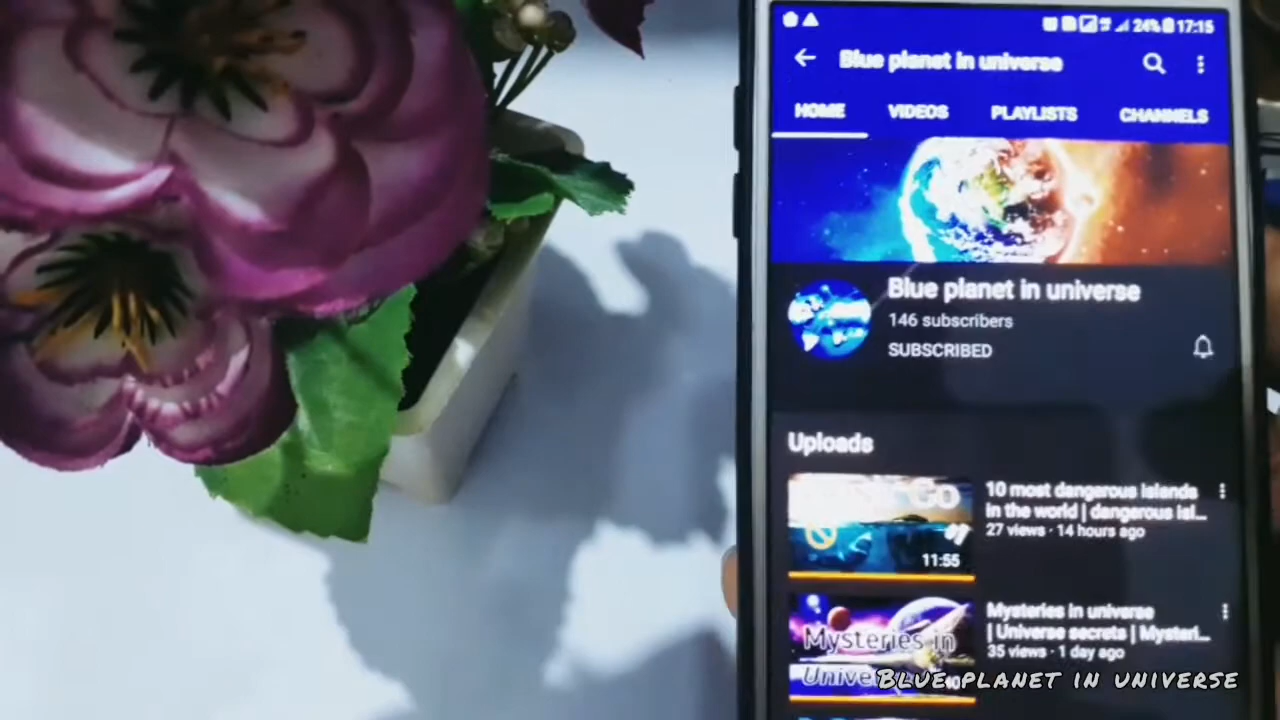 24% 17:15
Blue planet in universe
HOME VIDEOS PLAYLISTS CHANNELS
Blue planet in universe
146 subscribers
SUBSCRIBED
Uploads
10 most dangerous islands
in the world | dangerous isl...
27 views · 14 hours ago
11:55
Mysteries in universe
| Universe secrets | Mysteri...
35 views · 1 day ago
Mysteries in
BLUE PLANET IN UNIVERSE